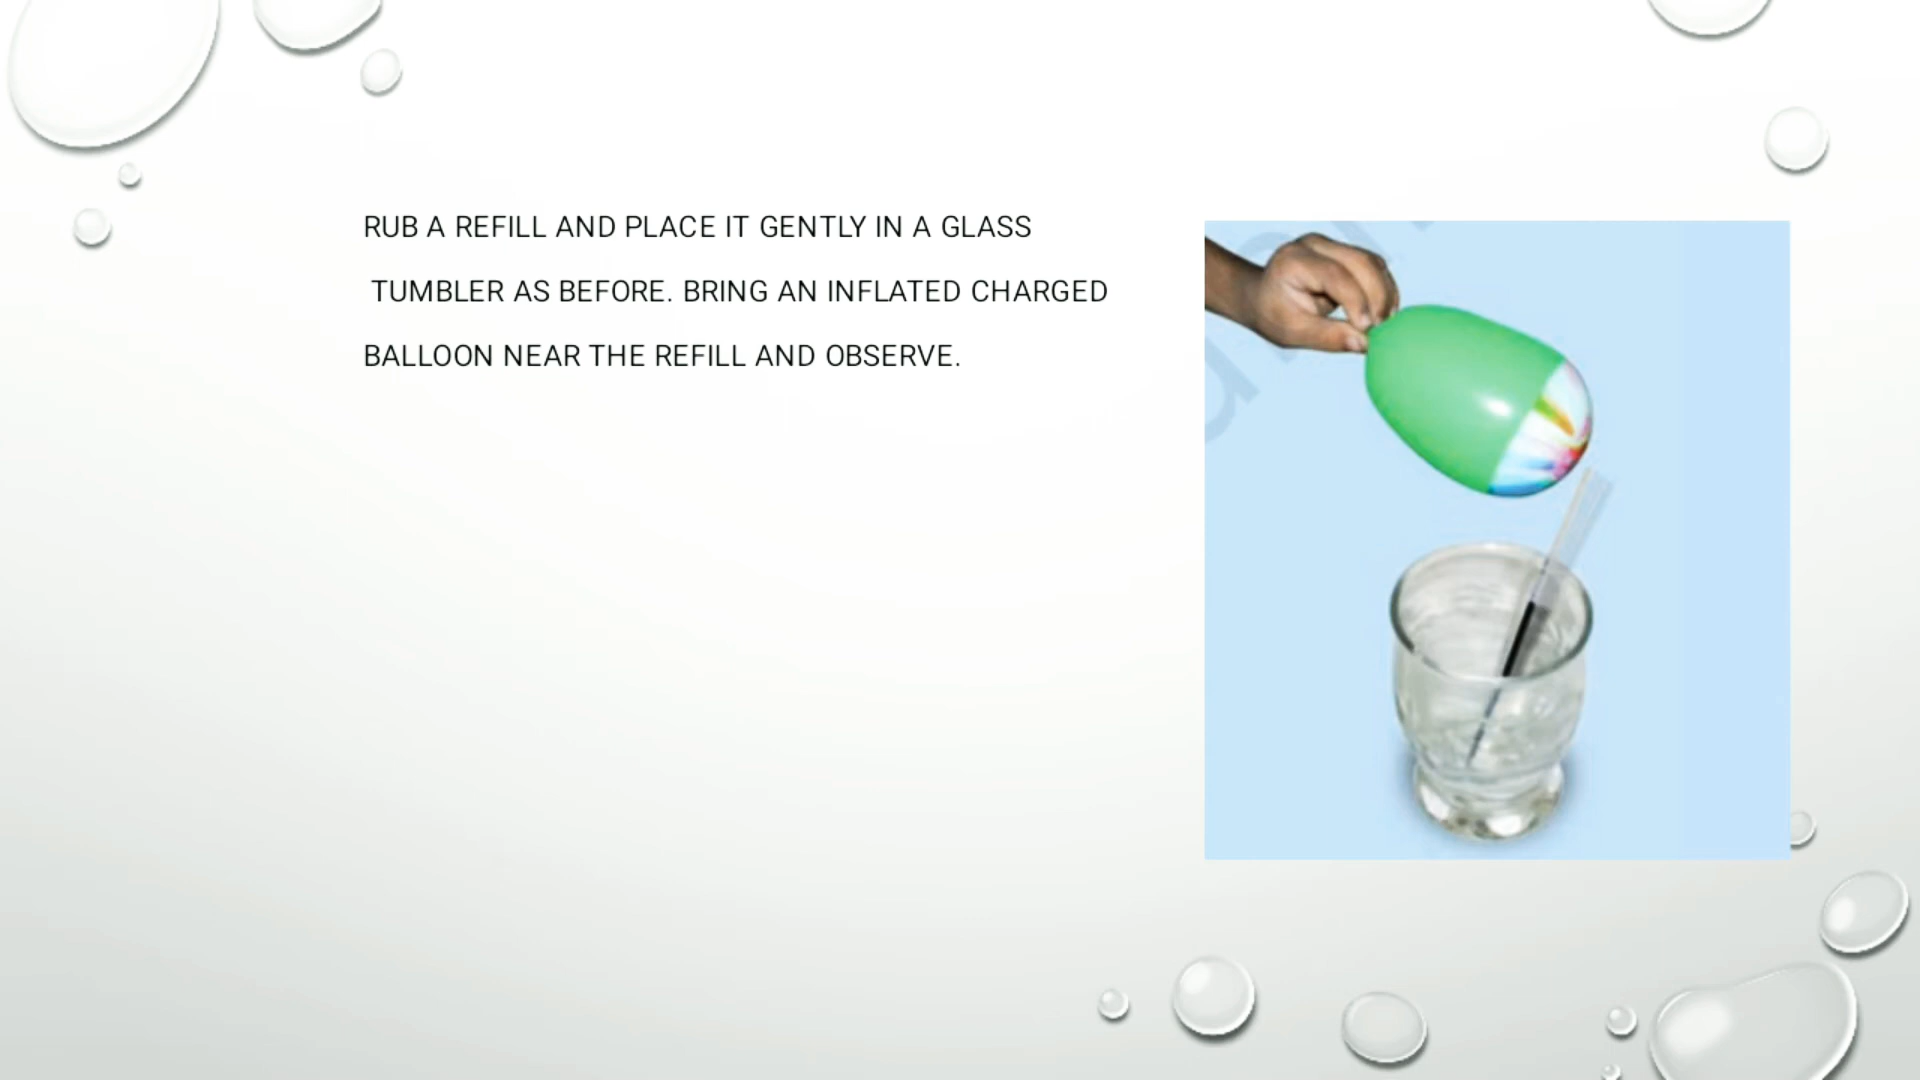 RUB A REFILL AND PLACE IT GENTLY IN A GLASS
TUMBLER AS BEFORE. BRING AN INFLATED CHARGED
BALLOON NEAR THE REFILL AND OBSERVE.